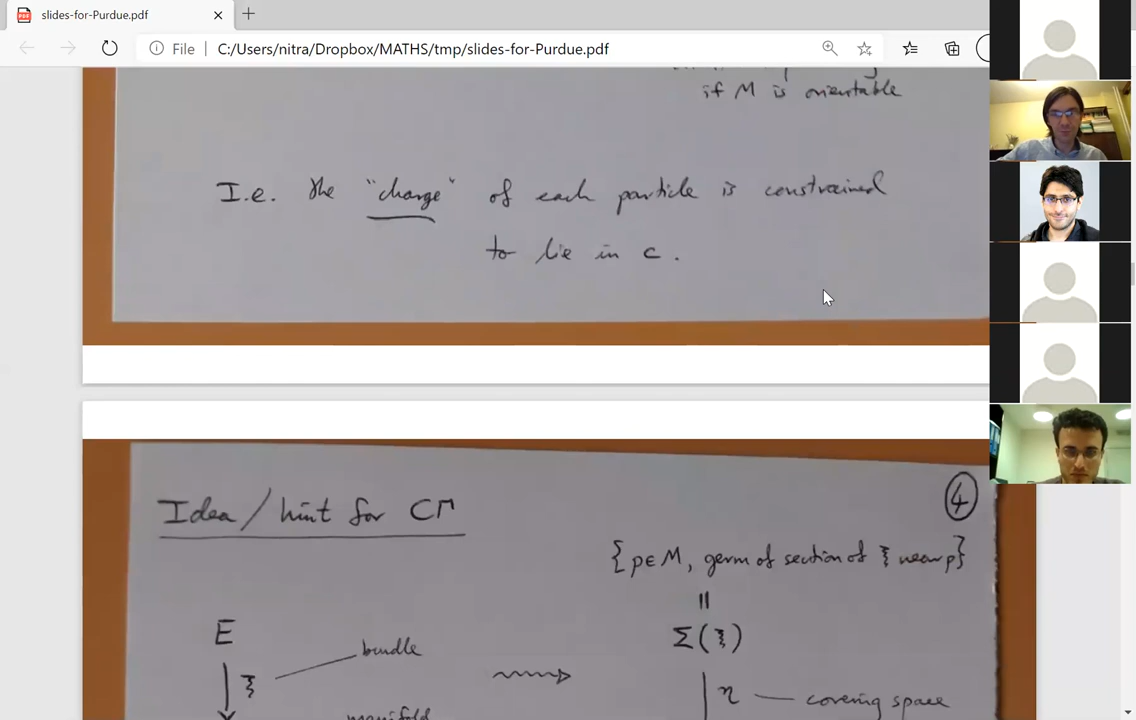 slides-for-Purdue.pdf
File
C:/Users/nitra/Dropbox/MATHS/tmp/slides-for-Purdue.pdf
if M is orientable
I.e. the "charge" of each particle is constrained
to lie in c.
Idea/hint for CM
4
{p∈M, germ of section of ξ near p}
=
Σ(ξ)
E
bundle
ξ
η
covering space
manifold